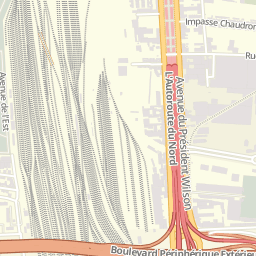 Impasse Chaudron
Ru
Avenue de l'Est
L'Autoroute du Nord
Avenue du Président Wilson
Boulevard Périphérique Extérieur